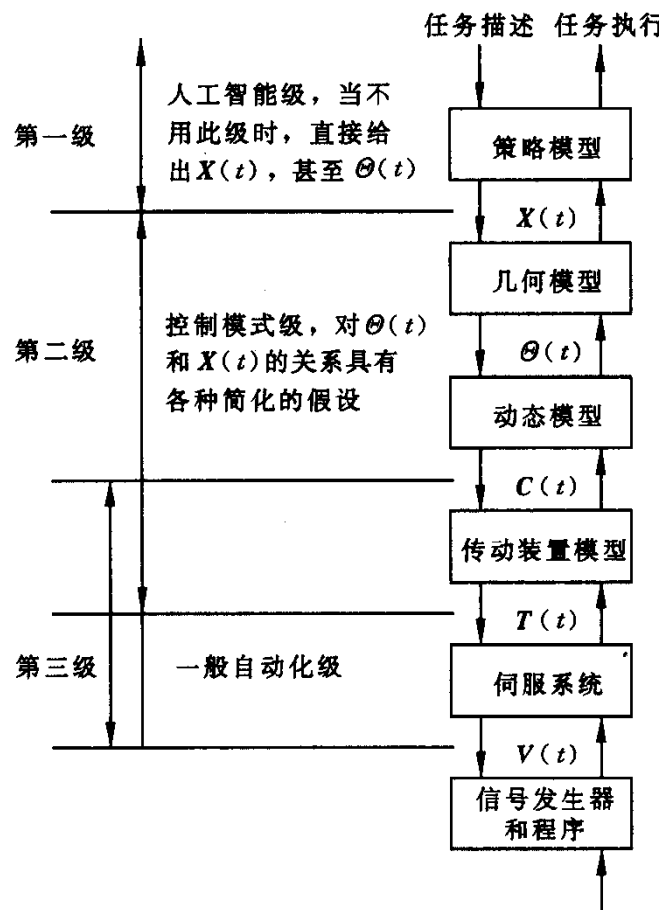 任务描述 任务执行
第一级
人工智能级，当不
用此级时，直接给
出X(t)，甚至 Θ(t)
策略模型
X(t)
几何模型
第二级
控制模式级，对Θ(t)
和X(t)的关系具有
各种简化的假设
Θ(t)
动态模型
C(t)
传动装置模型
T(t)
第三级
一般自动化级
伺服系统
V(t)
信号发生器
和程序